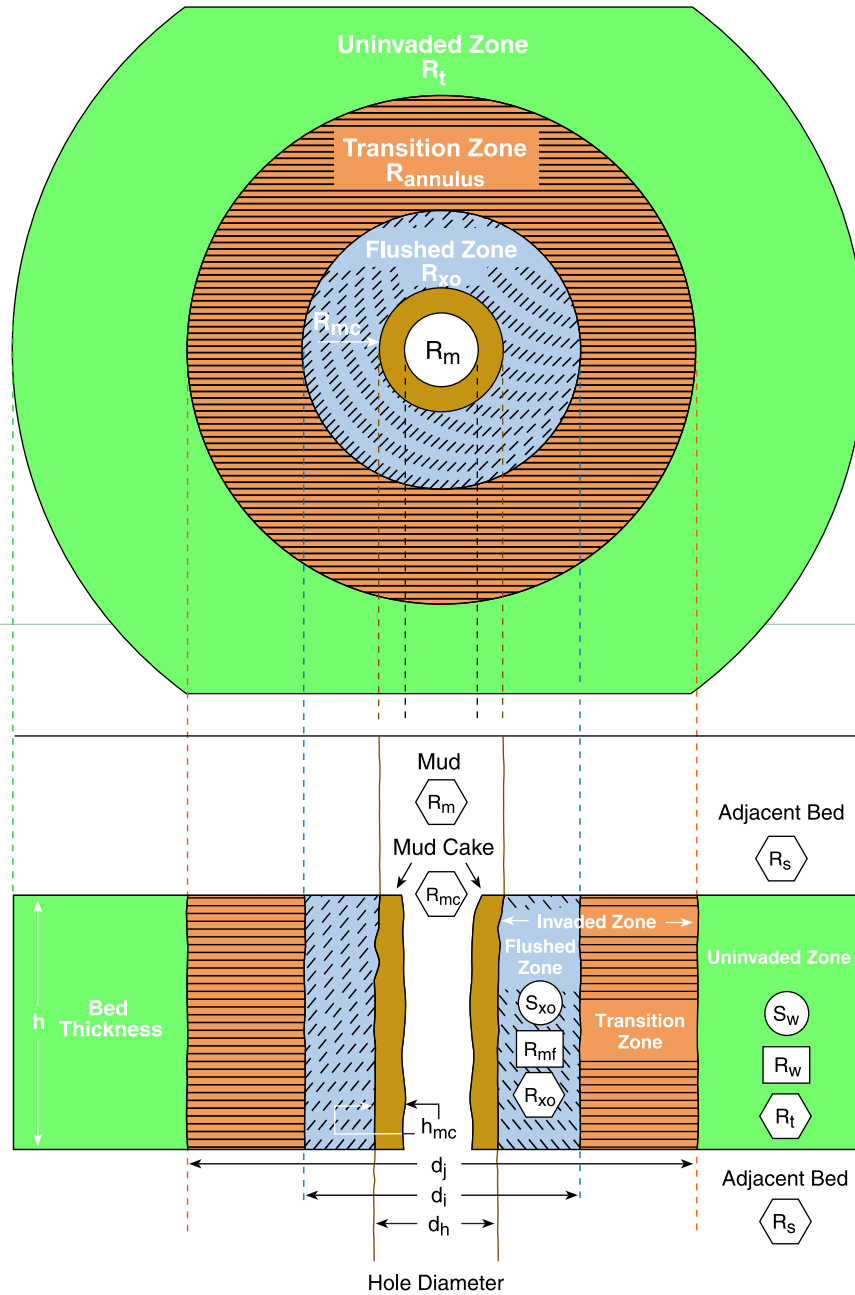 Uninvaded Zone
Rt
Transition Zone
Rannulus
Flushed Zone
Rxo
Rmc
Rm
Mud
Rm
Adjacent Bed
Rs
Mud Cake
Rmc
Invaded Zone
Flushed
Zone
Uninvaded Zone
h
Bed
Thickness
Sxo
Sw
Transition
Zone
Rmf
Rw
Rxo
Rt
hmc
dj
Adjacent Bed
di
Rs
dh
Hole Diameter